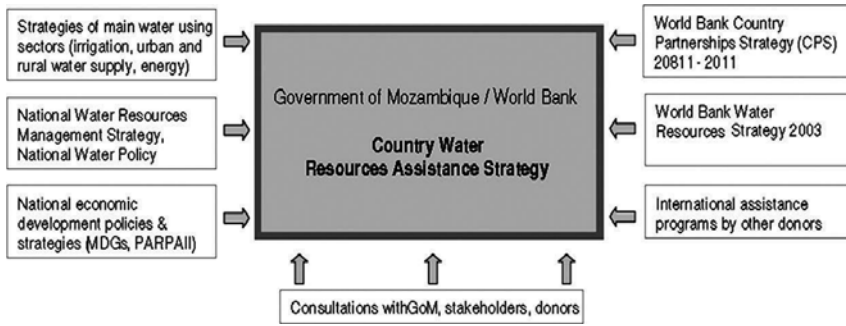 Strategies of main water using
sectors (irrigation, urban and
rural water supply, energy)
National Water Resources
Management Strategy,
National Water Policy
National economic
development policies &
strategies (MDGs, PARPAII)
Government of Mozambique / World Bank
Country Water
Resources Assistance Strategy
World Bank Country
Partnerships Strategy (CPS)
20811 - 2011
World Bank Water
Resources Strategy 2003
International assistance
programs by other donors
Consultations withGoM, stakeholders, donors